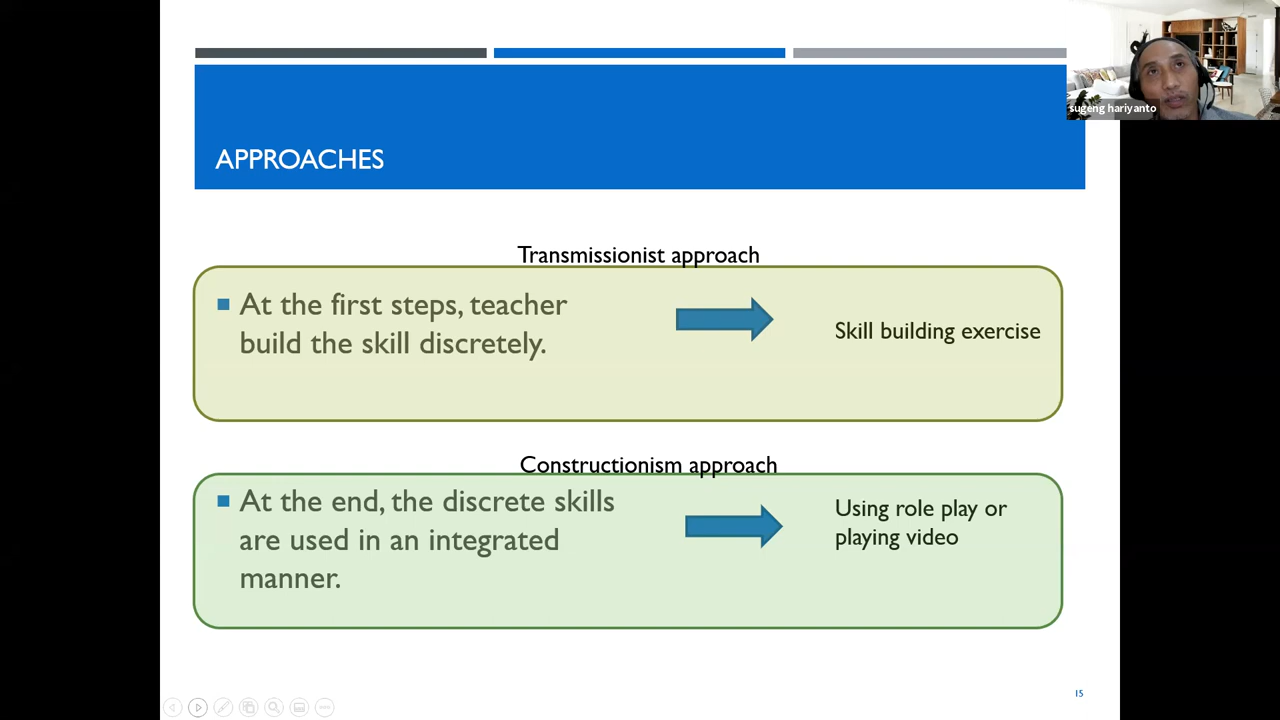 sugeng hariyanto
APPROACHES
Transmissionist approach
At the first steps, teacher
build the skill discretely.
Skill building exercise
Constructionism approach
At the end, the discrete skills
are used in an integrated
manner.
Using role play or
playing video
15